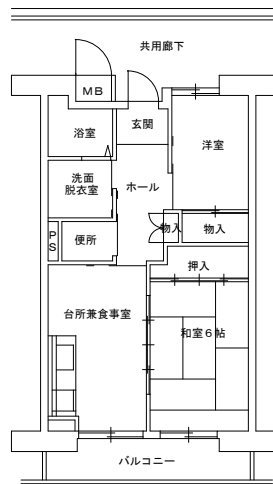 共用廊下
MB
浴室
玄関
洋室
洗面
脱衣室
ホール
PS
便所
物入
物入
押入
台所兼食事室
和室6帖
バルコニー